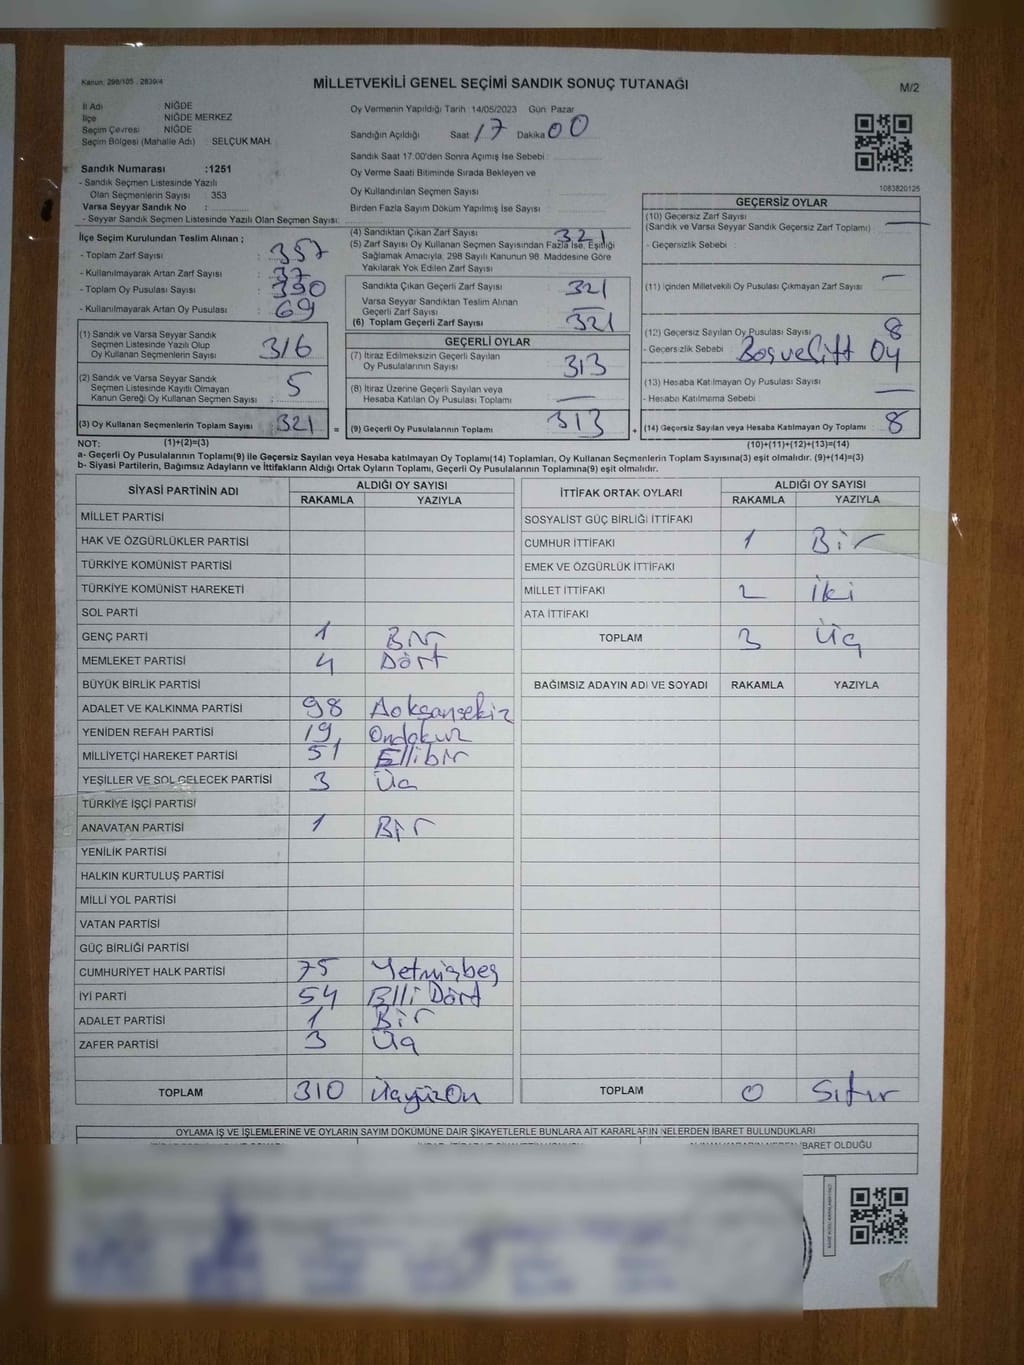 Kanun: 298/105 - 2839/4
MİLLETVEKİLİ GENEL SEÇİMİ SANDIK SONUÇ TUTANAĞI
M/2
İl Adı NİĞDE
İlçe NİĞDE MERKEZ
Seçim Çevresi NİĞDE
Seçim Bölgesi (Mahalle Adı) SELÇUK MAH.
Oy Vermenin Yapıldığı Tarih 14/05/2023 Gün: Pazar
Sandığın Açıldığı Saat 17 Dakika 00
Sandık Saat 17.00'den Sonra Açılmış İse Sebebi :
Oy Verme Saati Bitiminde Sırada Bekleyen ve
Oy Kullandırılan Seçmen Sayısı
Birden Fazla Sayım Döküm Yapılmış İse Sayısı
Sandık Numarası :1251
- Sandık Seçmen Listesinde Yazılı
Olan Seçmenlerin Sayısı : 353
Varsa Seyyar Sandık No :
- Seyyar Sandık Seçmen Listesinde Yazılı Olan Seçmen Sayısı:
1083820125
İlçe Seçim Kurulundan Teslim Alınan ;
- Toplam Zarf Sayısı : 357
- Kullanılmayarak Artan Zarf Sayısı : 37
- Toplam Oy Pusulası Sayısı : 390
- Kullanılmayarak Artan Oy Pusulası : 69
(1) Sandık ve Varsa Seyyar Sandık
Seçmen Listesinde Yazılı Olup
Oy Kullanan Seçmenlerin Sayısı 316
(2) Sandık ve Varsa Seyyar Sandık
Seçmen Listesinde Kayıtlı Olmayan
Kanun Gereği Oy Kullanan Seçmen Sayısı : 5
(3) Oy Kullanan Seçmenlerin Toplam Sayısı 321 =
(4) Sandıktan Çıkan Zarf Sayısı 321
(5) Zarf Sayısı Oy Kullanan Seçmen Sayısından Fazla İse, Eşitliği
Sağlamak Amacıyla, 298 Sayılı Kanunun 98. Maddesine Göre
Yakılarak Yok Edilen Zarf Sayısı
Sandıkta Çıkan Geçerli Zarf Sayısı 321
Varsa Seyyar Sandıktan Teslim Alınan
Geçerli Zarf Sayısı —
(6) Toplam Geçerli Zarf Sayısı 321
GEÇERLİ OYLAR
(7) İtiraz Edilmeksizin Geçerli Sayılan
Oy Pusulalarının Sayısı 313
(8) İtiraz Üzerine Geçerli Sayılan veya
Hesaba Katılan Oy Pusulası Toplamı —
(9) Geçerli Oy Pusulalarının Toplamı 313 +
GEÇERSİZ OYLAR
(10) Geçersiz Zarf Sayısı
(Sandık ve Varsa Seyyar Sandık Geçersiz Zarf Toplamı) —
- Geçersizlik Sebebi :
(11) İçinden Milletvekili Oy Pusulası Çıkmayan Zarf Sayısı —
(12) Geçersiz Sayılan Oy Pusulası Sayısı 8
- Geçersizlik Sebebi Boş ve Çift Oy
(13) Hesaba Katılmayan Oy Pusulası Sayısı —
- Hesaba Katılmama Sebebi
(14) Geçersiz Sayılan veya Hesaba Katılmayan Oy Toplamı 8
NOT: (1)+(2)=(3)
(10)+(11)+(12)+(13)=(14)
a- Geçerli Oy Pusulalarının Toplamı(9) ile Geçersiz Sayılan veya Hesaba katılmayan Oy Toplamı(14) Toplamları, Oy Kullanan Seçmenlerin Toplam Sayısına(3) eşit olmalıdır. (9)+(14)=(3)
b- Siyasi Partilerin, Bağımsız Adayların ve İttifakların Aldığı Ortak Oyların Toplamı, Geçerli Oy Pusulalarının Toplamına(9) eşit olmalıdır.
SİYASİ PARTİNİN ADI ALDIĞI OY SAYISI
RAKAMLA YAZIYLA
MİLLET PARTİSİ
HAK VE ÖZGÜRLÜKLER PARTİSİ
TÜRKİYE KOMÜNİST PARTİSİ
TÜRKİYE KOMÜNİST HAREKETİ
SOL PARTİ
GENÇ PARTİ 1 Bir
MEMLEKET PARTİSİ 4 Dört
BÜYÜK BİRLİK PARTİSİ
ADALET VE KALKINMA PARTİSİ 98 Doksansekiz
YENİDEN REFAH PARTİSİ 19 Ondokuz
MİLLİYETÇİ HAREKET PARTİSİ 51 Ellibir
YEŞİLLER VE SOL GELECEK PARTİSİ 3 Üç
TÜRKİYE İŞÇİ PARTİSİ
ANAVATAN PARTİSİ 1 Bir
YENİLİK PARTİSİ
HALKIN KURTULUŞ PARTİSİ
MİLLİ YOL PARTİSİ
VATAN PARTİSİ
GÜÇ BİRLİĞİ PARTİSİ
CUMHURİYET HALK PARTİSİ 75 Yetmişbeş
İYİ PARTİ 54 Elli Dört
ADALET PARTİSİ 1 Bir
ZAFER PARTİSİ 3 Üç
TOPLAM 310 ÜçyüzOn
İTTİFAK ORTAK OYLARI ALDIĞI OY SAYISI
RAKAMLA YAZIYLA
SOSYALİST GÜÇ BİRLİĞİ İTTİFAKI
CUMHUR İTTİFAKI 1 Bir
EMEK VE ÖZGÜRLÜK İTTİFAKI
MİLLET İTTİFAKI 2 İki
ATA İTTİFAKI
TOPLAM 3 Üç
BAĞIMSIZ ADAYIN ADI VE SOYADI RAKAMLA YAZIYLA
TOPLAM 0 Sıfır
OYLAMA İŞ VE İŞLEMLERİNE VE OYLARIN SAYIM DÖKÜMÜNE DAİR ŞİKAYETLERLE BUNLARA AİT KARARLARIN NELERDEN İBARET BULUNDUKLARI
İBARET OLDUĞU